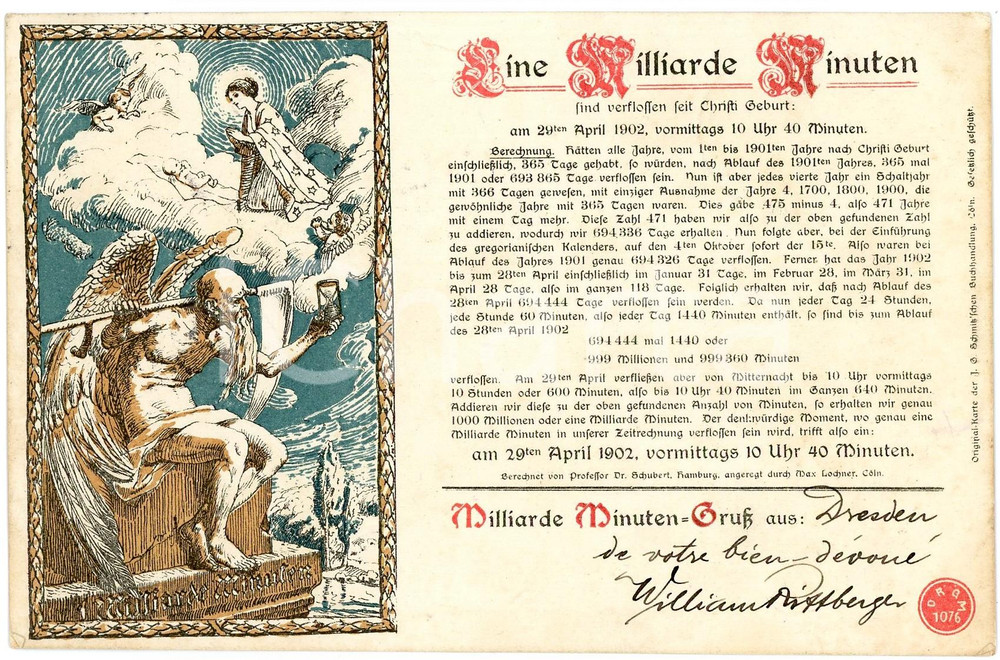 Eine Milliarde Minuten
sind verflossen seit Christi Geburt:
am 29ten April 1902, vormittags 10 Uhr 40 Minuten.
Berechnung. Hätten alle Jahre, vom 1ten bis 1901ten Jahre nach Christi Geburt
einschließlich, 365 Tage gehabt, so würden, nach Ablauf des 1901ten Jahres, 365 mal
1901 oder 693 865 Tage verflossen sein. Nun ist aber jedes vierte Jahr ein Schaltjahr
mit 366 Tagen gewesen, mit einziger Ausnahme der Jahre 4, 1700, 1800, 1900, die
gewöhnliche Jahre mit 365 Tagen waren. Dies gäbe 475 minus 4, also 471 Jahre
mit einem Tag mehr. Diese Zahl 471 haben wir also zu der oben gefundenen Zahl
zu addieren, wodurch wir 694 336 Tage erhalten. Nun folgte aber, bei der Einführung
des gregorianischen Kalenders, auf den 4ten Oktober sofort der 15te. Also waren bei
Ablauf des Jahres 1901 genau 694 326 Tage verflossen. Ferner hat das Jahr 1902
bis zum 28ten April einschließlich im Januar 31 Tage, im Februar 28, im März 31, im
April 28 Tage, also im ganzen 118 Tage. Folglich erhalten wir, daß nach Ablauf des
28ten April 694 444 Tage verflossen sein werden. Da nun jeder Tag 24 Stunden,
jede Stunde 60 Minuten, also jeder Tag 1440 Minuten enthält, so sind bis zum Ablauf
des 28ten April 1902
694 444 mal 1440 oder
999 Millionen und 999 360 Minuten
verflossen. Am 29ten April verfließen aber von Mitternacht bis 10 Uhr vormittags
10 Stunden oder 600 Minuten, also bis 10 Uhr 40 Minuten im Ganzen 640 Minuten.
Addieren wir diese zu der oben gefundenen Anzahl von Minuten, so erhalten wir genau
1000 Millionen oder eine Milliarde Minuten. Der denkwürdige Moment, wo genau eine
Milliarde Minuten in unserer Zeitrechnung verflossen sein wird, trifft also ein:
am 29ten April 1902, vormittags 10 Uhr 40 Minuten.
Berechnet von Professor Dr. Schubert, Hamburg, angeregt durch Max Lochner, Cöln.
Milliarde Minuten=Gruß aus: Dresden
de votre bien-dévoué
William Rittberger
DRGM
1076
Original-Karte der J. G. Schmitz'schen Buchhandlung, Cöln. Gesetzlich geschützt.
Milliarde Minuten